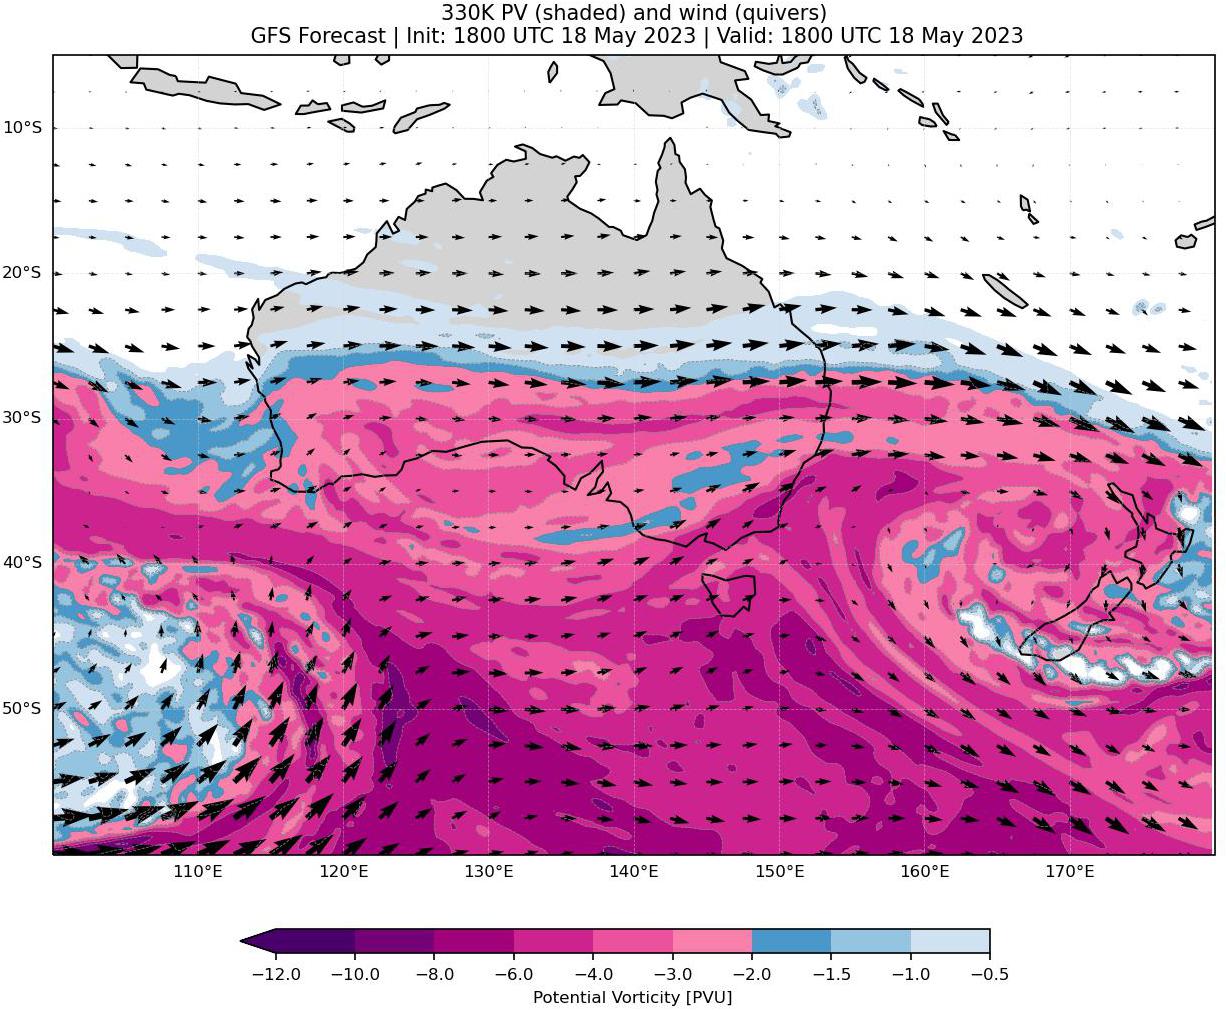 330K PV (shaded) and wind (quivers)
GFS Forecast | Init: 1800 UTC 18 May 2023 | Valid: 1800 UTC 18 May 2023
10°S
20°S
30°S
40°S
50°S
110°E 120°E 130°E 140°E 150°E 160°E 170°E
−12.0 −10.0 −8.0 −6.0 −4.0 −3.0 −2.0 −1.5 −1.0 −0.5
Potential Vorticity [PVU]